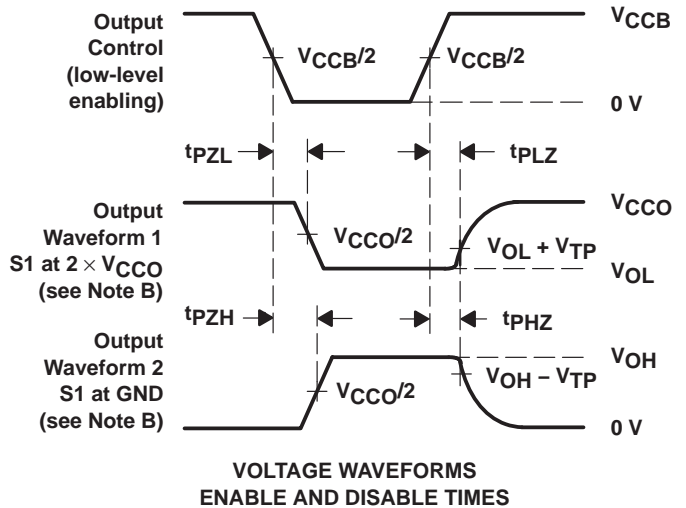 Output
Control
(low-level
enabling)
VCCB/2
VCCB/2
VCCB
0 V
tPZL
tPLZ
Output
Waveform 1
S1 at 2 × VCCO
(see Note B)
VCCO/2
VCCO
VOL + VTP
VOL
tPZH
tPHZ
Output
Waveform 2
S1 at GND
(see Note B)
VCCO/2
VOH
VOH − VTP
0 V
VOLTAGE WAVEFORMS
ENABLE AND DISABLE TIMES